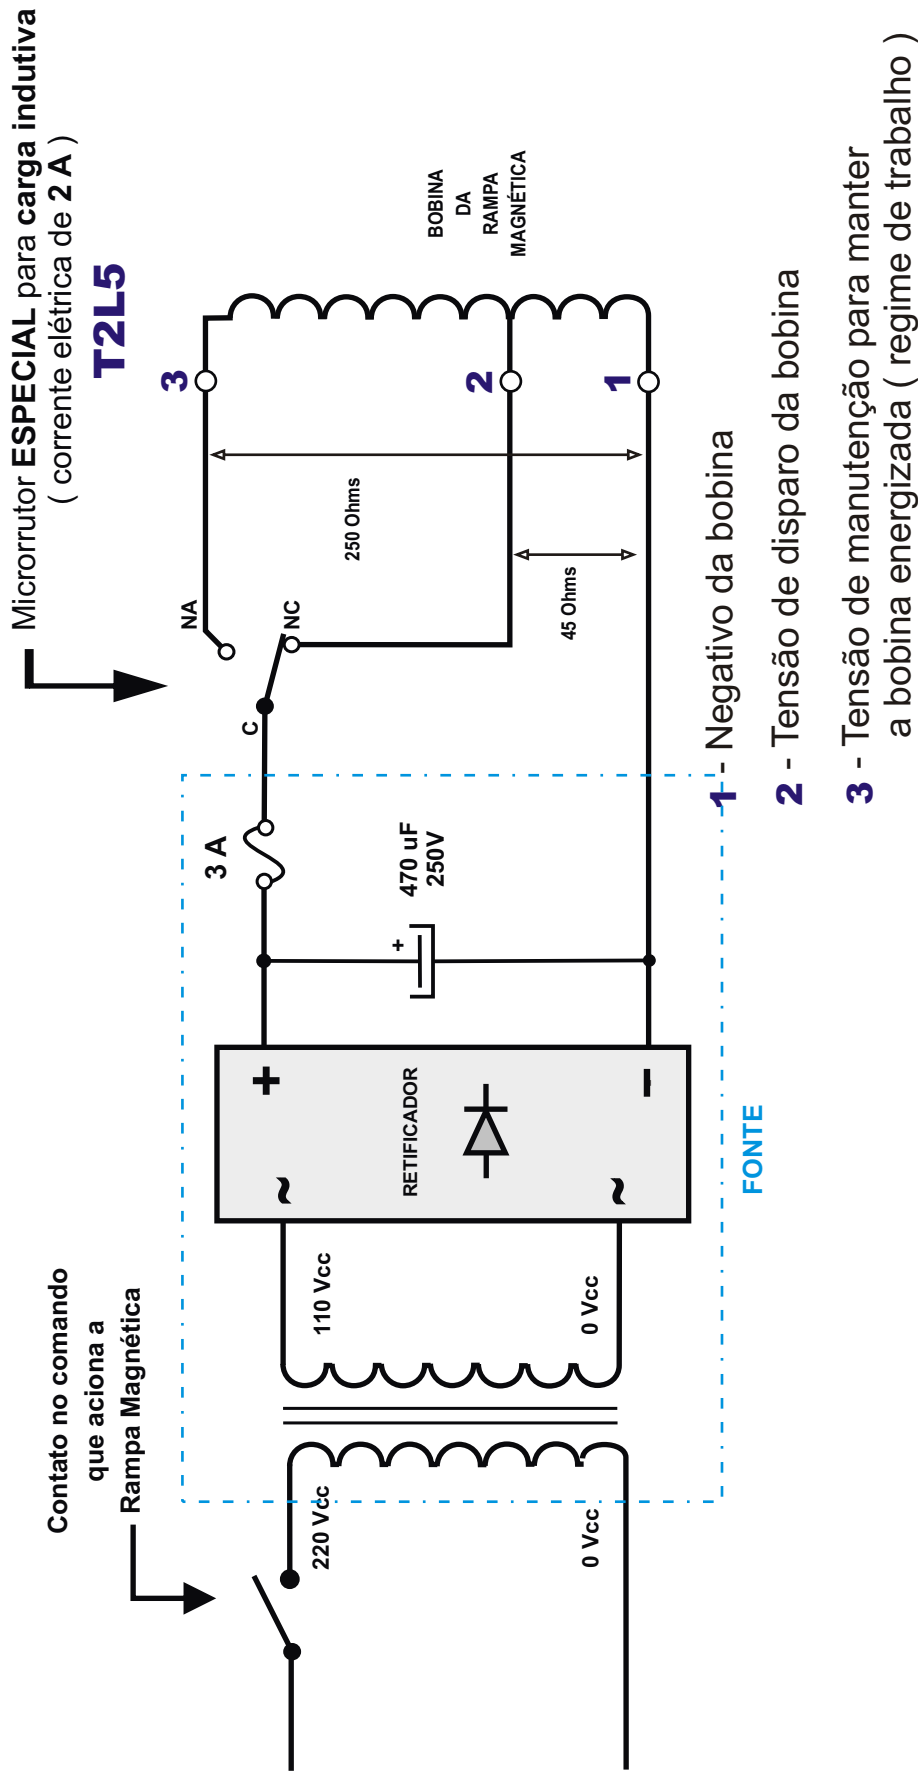 Microrrutor ESPECIAL para carga indutiva
( corrente elétrica de 2 A )
T2L5
Contato no comando
que aciona a
Rampa Magnética
220 Vcc
0 Vcc
110 Vcc
0 Vcc
~
~
RETIFICADOR
+
-
FONTE
+
470 uF
250V
3 A
C
NA
NC
250 Ohms
45 Ohms
3
2
1
BOBINA
DA
RAMPA
MAGNÉTICA
1 - Negativo da bobina
2 - Tensão de disparo da bobina
3 - Tensão de manutenção para manter
a bobina energizada ( regime de trabalho )